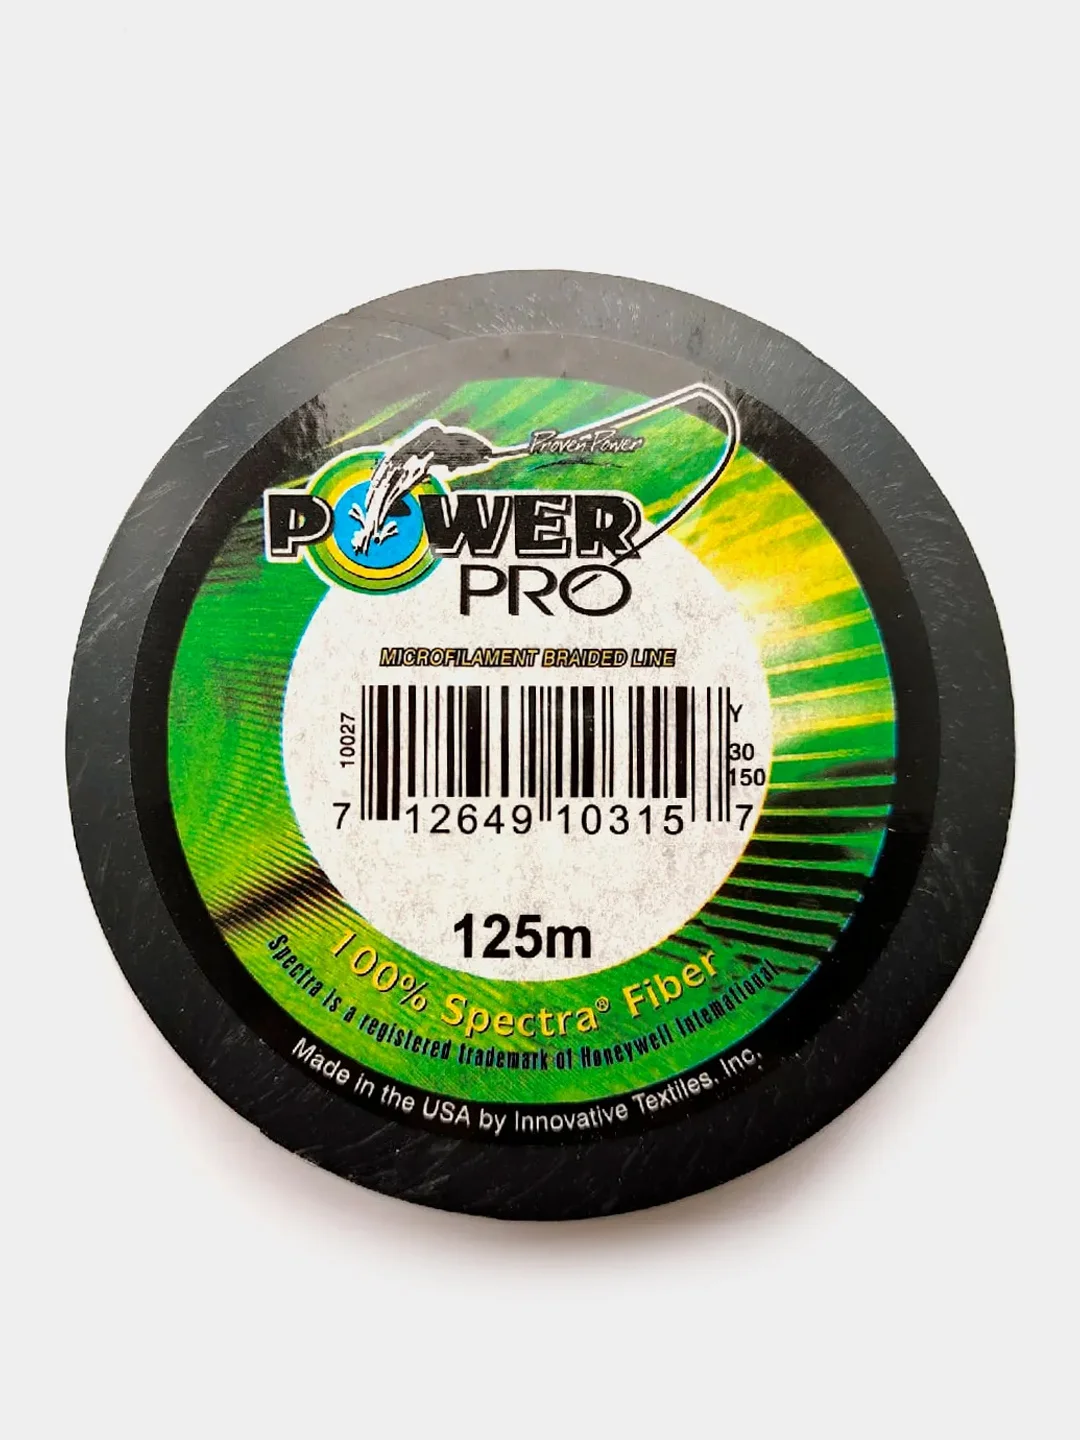 Proven Power
POWER
PRO
MICROFILAMENT BRAIDED LINE
10027
Y
30
150
7 12649 10315 7
125m
100% Spectra® Fiber
Spectra is a registered trademark of Honeywell International
Made in the USA by Innovative Textiles, Inc.